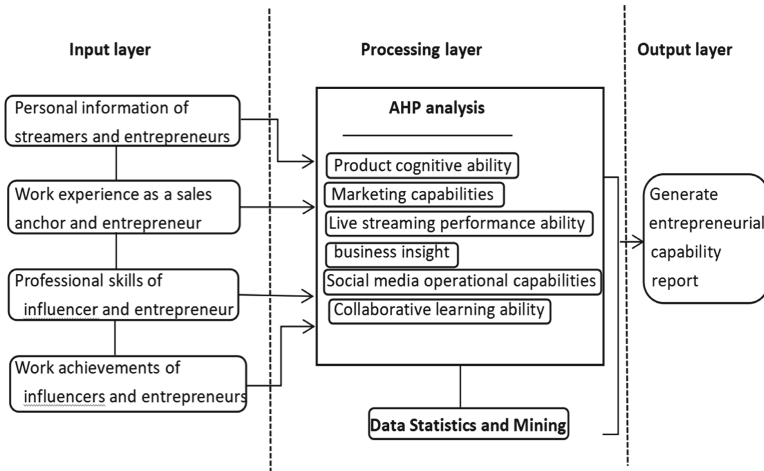 Input layer
Processing layer
Output layer
Personal information of
streamers and entrepreneurs
Work experience as a sales
anchor and entrepreneur
Professional skills of
influencer and entrepreneur
Work achievements of
influencers and entrepreneurs
AHP analysis
Product cognitive ability
Marketing capabilities
Live streaming performance ability
business insight
Social media operational capabilities
Collaborative learning ability
Data Statistics and Mining
Generate
entrepreneurial
capability
report